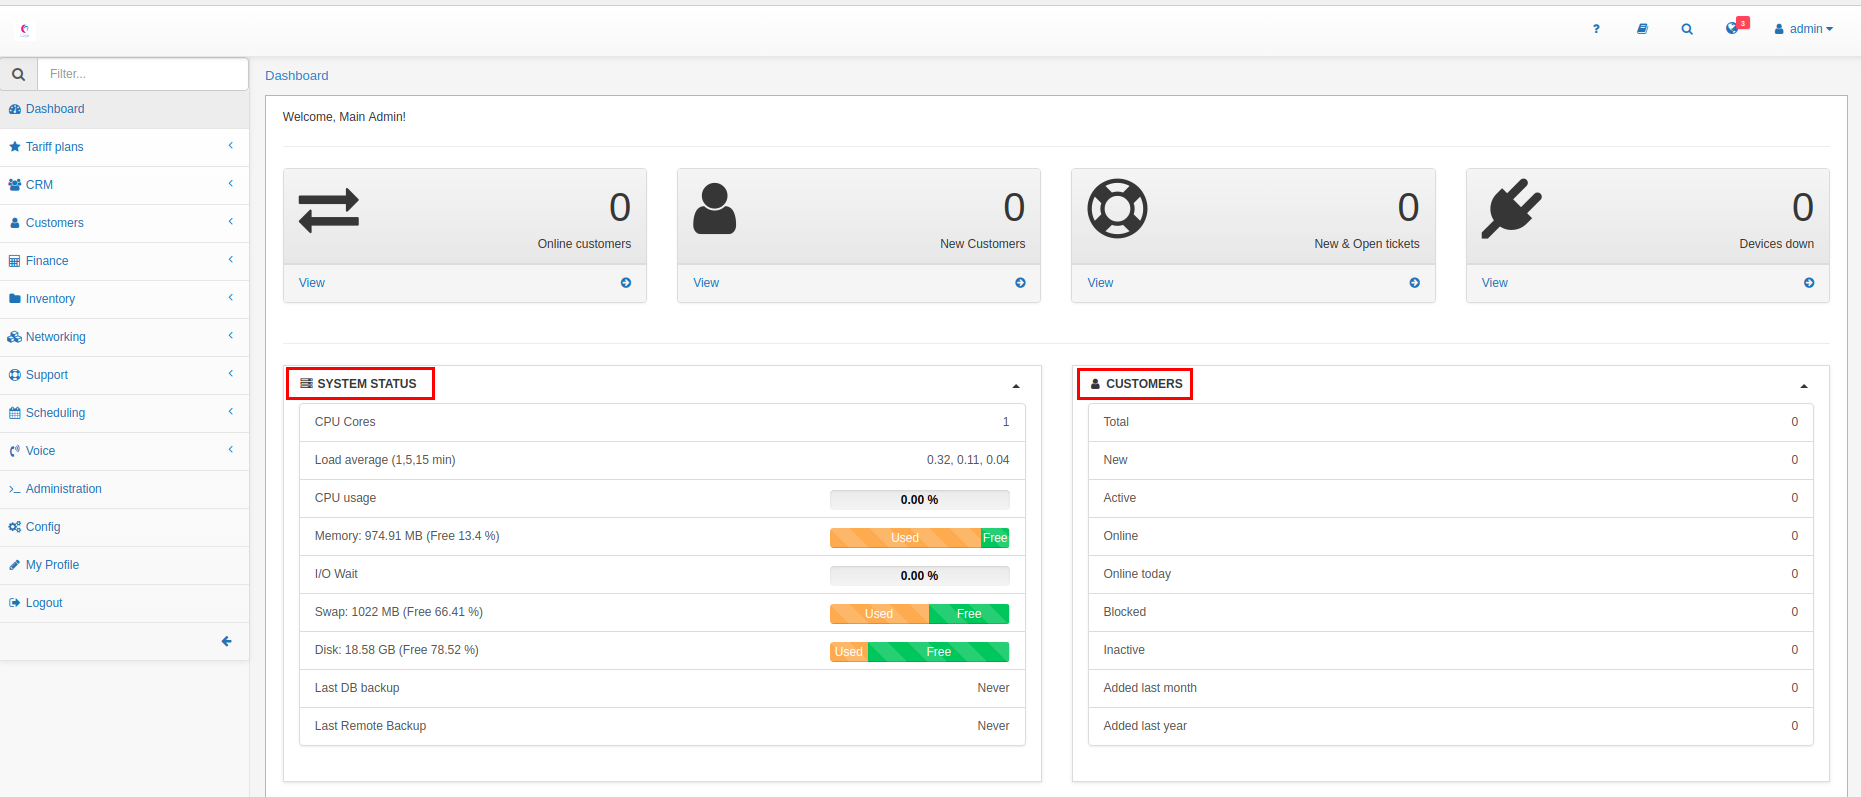 ? 3 admin
Filter...
Dashboard
Tariff plans
CRM
Customers
Finance
Inventory
Networking
Support
Scheduling
Voice
Administration
Config
My Profile
Logout
Dashboard
Welcome, Main Admin!
0
Online customers
View
0
New Customers
View
0
New & Open tickets
View
0
Devices down
View
SYSTEM STATUS
CPU Cores 1
Load average (1,5,15 min) 0.32, 0.11, 0.04
CPU usage 0.00 %
Memory: 974.91 MB (Free 13.4 %) Used Free
I/O Wait 0.00 %
Swap: 1022 MB (Free 66.41 %) Used Free
Disk: 18.58 GB (Free 78.52 %) Used Free
Last DB backup Never
Last Remote Backup Never
CUSTOMERS
Total 0
New 0
Active 0
Online 0
Online today 0
Blocked 0
Inactive 0
Added last month 0
Added last year 0